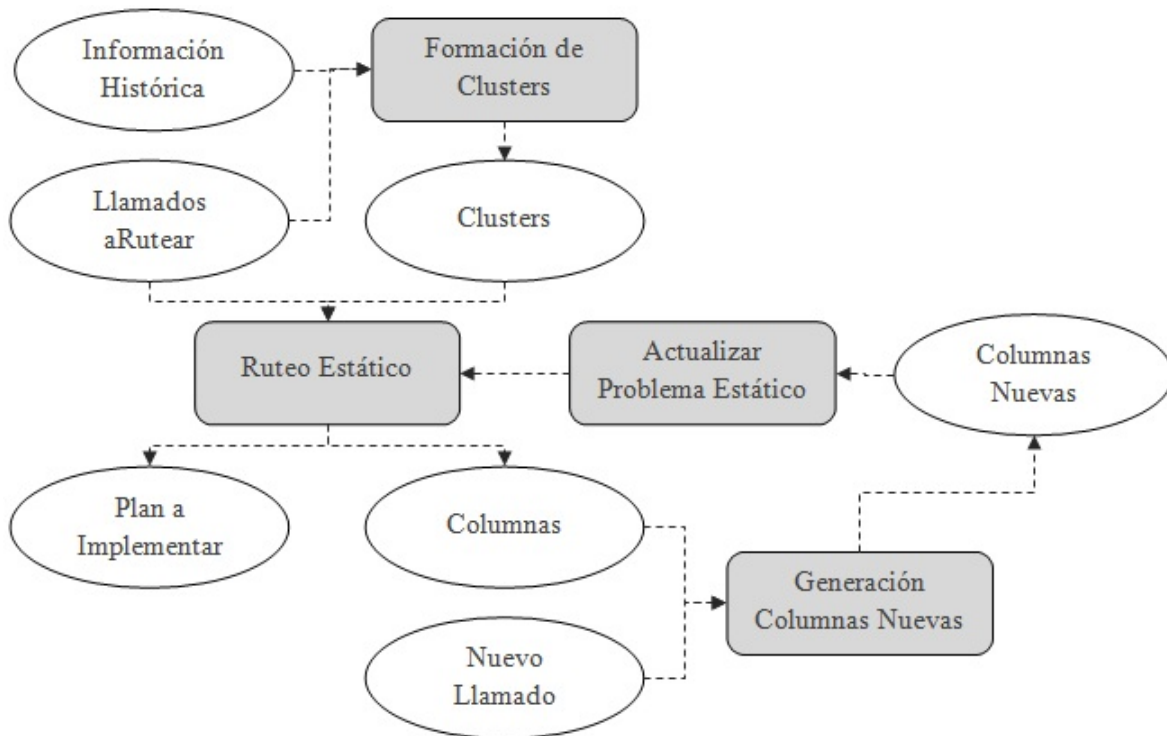 Información
Histórica
Formación de
Clusters
Llamados
aRutear
Clusters
Ruteo Estático
Actualizar
Problema Estático
Columnas
Nuevas
Plan a
Implementar
Columnas
Generación
Columnas Nuevas
Nuevo
Llamado